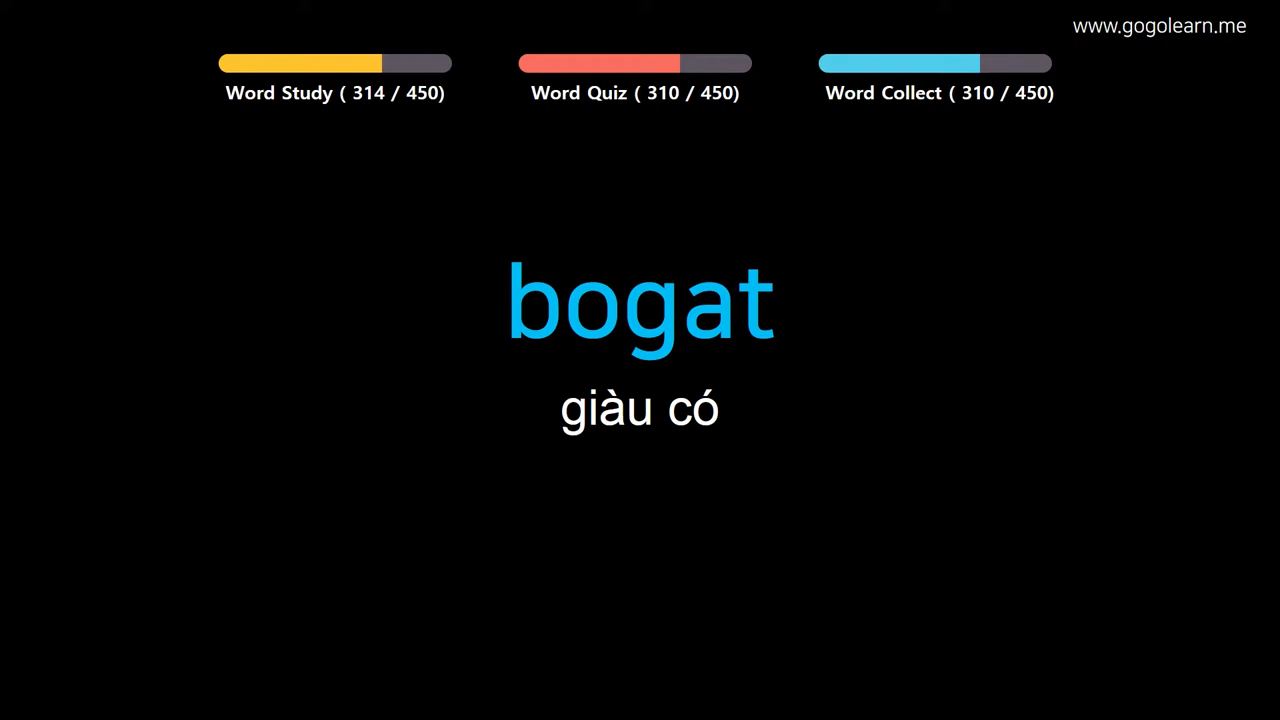 www.gogolearn.me
Word Study ( 314 / 450)
Word Quiz ( 310 / 450)
Word Collect ( 310 / 450)
bogat
giàu có